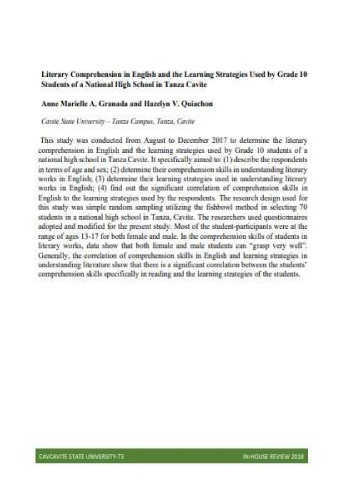 Literary Comprehension in English and the Learning Strategies Used by Grade 10
Students of a National High School in Tanza Cavite
Anne Marielle A. Granada and Hazelyn V. Quiachon
Cavite State University – Tanza Campus, Tanza, Cavite
This study was conducted from August to December 2017 to determine the literary
comprehension in English and the learning strategies used by Grade 10 students of a
national high school in Tanza Cavite. It specifically aimed to: (1) describe the respondents
in terms of age and sex; (2) determine their comprehension skills in understanding literary
works in English; (3) determine their learning strategies used in understanding literary
works in English; (4) find out the significant correlation of comprehension skills in
English to the learning strategies used by the respondents. The research design used for
this study was simple random sampling utilizing the fishbowl method in selecting 70
students in a national high school in Tanza, Cavite. The researchers used questionnaires
adopted and modified for the present study. Most of the student-participants were at the
range of ages 13-17 for both female and male. In the comprehension skills of students in
literary works, data show that both female and male students can “grasp very well”.
Generally, the correlation of comprehension skills in English and learning strategies in
understanding literature show that there is a significant correlation between the students’
comprehension skills specifically in reading and the learning strategies of the students.
CAVCAVITE STATE UNIVERSITY-T3 IN-HOUSE REVIEW 2018